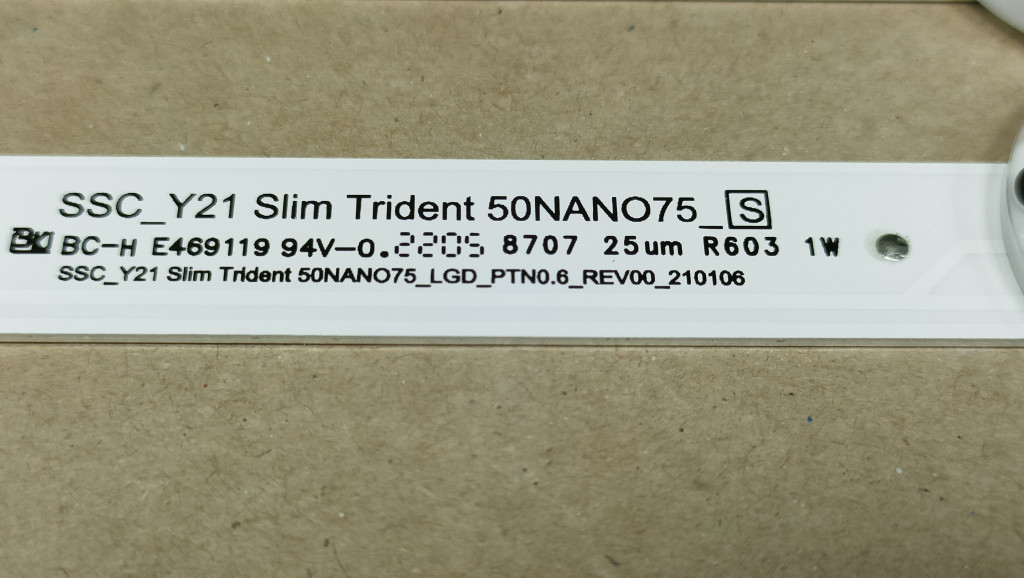 SSC_Y21 Slim Trident 50NANO75_S
BC-H E469119 94V-0. 2205 8707 25um R603 1W
SSC_Y21 Slim Trident 50NANO75_LGD_PTN0.6_REV00_210106